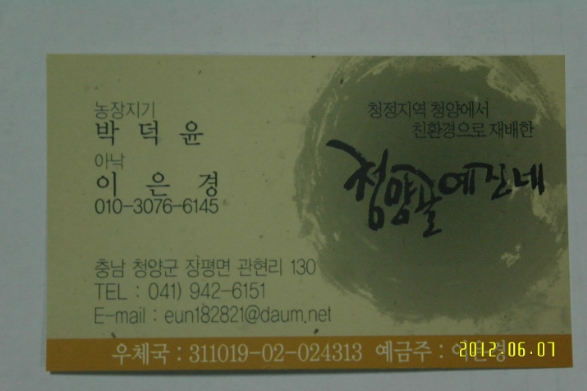 농장지기
박 덕 윤
아낙
이 은 경
010-3076-6145
청정지역 청양에서
친환경으로 재배한
청양골 예진네
충남 청양군 장평면 관현리 130
TEL : 041) 942-6151
E-mail : eun182821@daum.net
우체국 : 311019-02-024313 예금주 :
2012.06.07